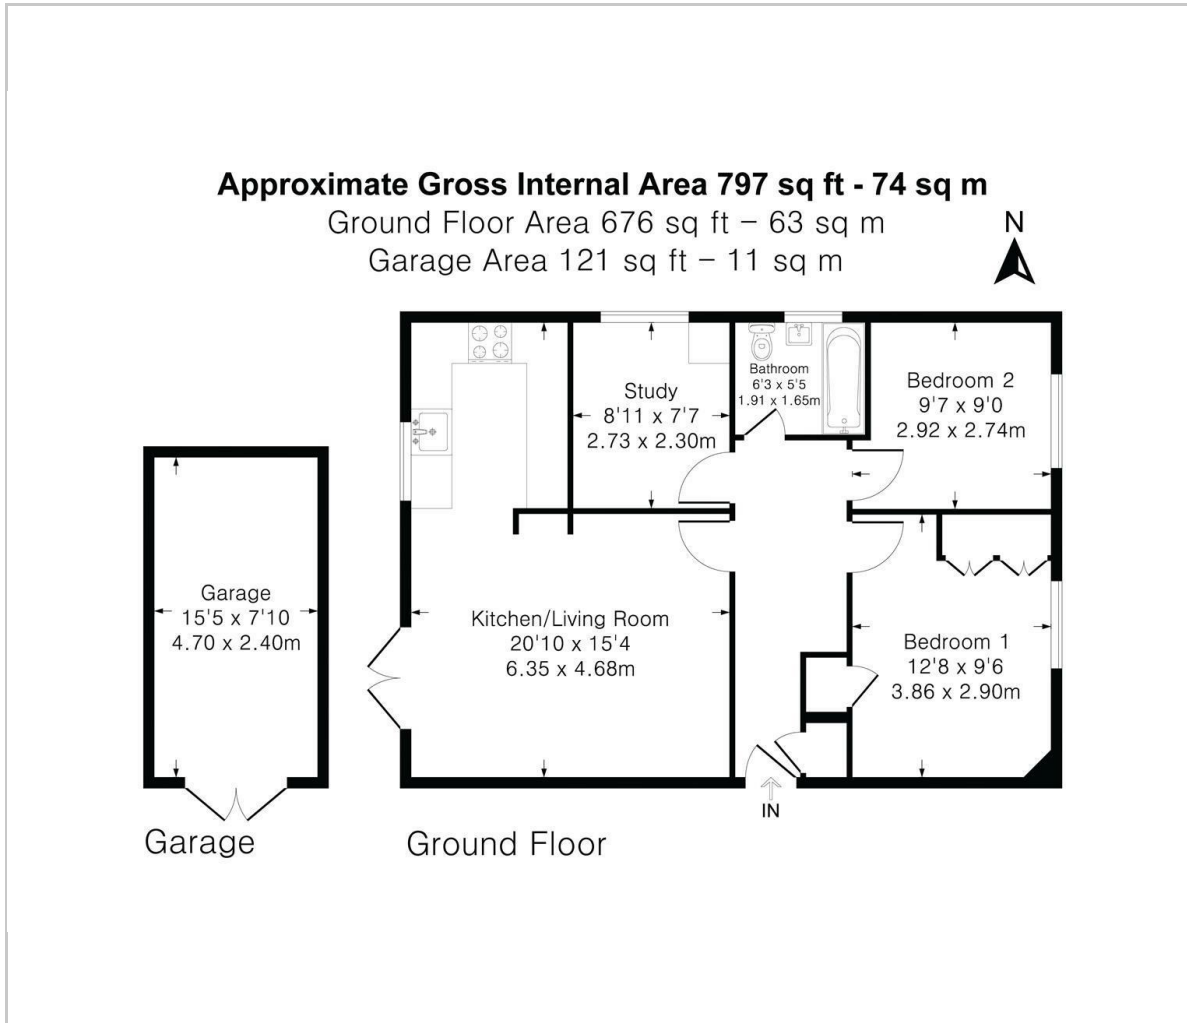 Approximate Gross Internal Area 797 sq ft - 74 sq m
Ground Floor Area 676 sq ft – 63 sq m
Garage Area 121 sq ft – 11 sq m
N
Bathroom
6'3 x 5'5
1.91 x 1.65m
Study
8'11 x 7'7
2.73 x 2.30m
Bedroom 2
9'7 x 9'0
2.92 x 2.74m
Garage
15'5 x 7'10
4.70 x 2.40m
Kitchen/Living Room
20'10 x 15'4
6.35 x 4.68m
Bedroom 1
12'8 x 9'6
3.86 x 2.90m
IN
Garage
Ground Floor